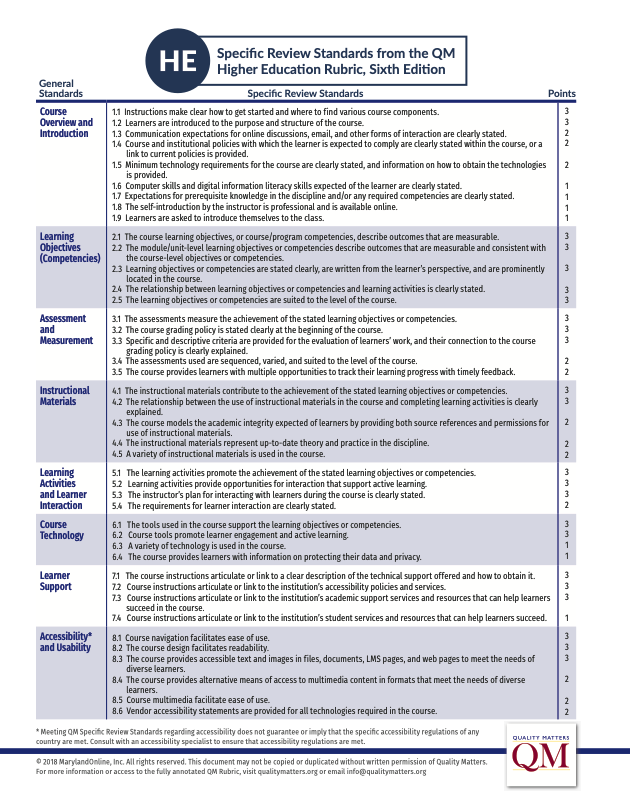 HE
Specific Review Standards from the QM
Higher Education Rubric, Sixth Edition
General
Standards
Specific Review Standards
Points
Course
Overview and
Introduction
1.1 Instructions make clear how to get started and where to find various course components. 3
1.2 Learners are introduced to the purpose and structure of the course. 3
1.3 Communication expectations for online discussions, email, and other forms of interaction are clearly stated. 2
1.4 Course and institutional policies with which the learner is expected to comply are clearly stated within the course, or a 2
link to current policies is provided.
1.5 Minimum technology requirements for the course are clearly stated, and information on how to obtain the technologies 2
is provided.
1.6 Computer skills and digital information literacy skills expected of the learner are clearly stated. 1
1.7 Expectations for prerequisite knowledge in the discipline and/or any required competencies are clearly stated. 1
1.8 The self-introduction by the instructor is professional and is available online. 1
1.9 Learners are asked to introduce themselves to the class. 1
Learning
Objectives
(Competencies)
2.1 The course learning objectives, or course/program competencies, describe outcomes that are measurable. 3
2.2 The module/unit-level learning objectives or competencies describe outcomes that are measurable and consistent with 3
the course-level objectives or competencies.
2.3 Learning objectives or competencies are stated clearly, are written from the learner's perspective, and are prominently 3
located in the course.
2.4 The relationship between learning objectives or competencies and learning activities is clearly stated. 3
2.5 The learning objectives or competencies are suited to the level of the course. 3
Assessment
and
Measurement
3.1 The assessments measure the achievement of the stated learning objectives or competencies. 3
3.2 The course grading policy is stated clearly at the beginning of the course. 3
3.3 Specific and descriptive criteria are provided for the evaluation of learners' work, and their connection to the course 3
grading policy is clearly explained.
3.4 The assessments used are sequenced, varied, and suited to the level of the course. 2
3.5 The course provides learners with multiple opportunities to track their learning progress with timely feedback. 2
Instructional
Materials
4.1 The instructional materials contribute to the achievement of the stated learning objectives or competencies. 3
4.2 The relationship between the use of instructional materials in the course and completing learning activities is clearly 3
explained.
4.3 The course models the academic integrity expected of learners by providing both source references and permissions for 2
use of instructional materials.
4.4 The instructional materials represent up-to-date theory and practice in the discipline. 2
4.5 A variety of instructional materials is used in the course. 2
Learning
Activities
and Learner
Interaction
5.1 The learning activities promote the achievement of the stated learning objectives or competencies. 3
5.2 Learning activities provide opportunities for interaction that support active learning. 3
5.3 The instructor's plan for interacting with learners during the course is clearly stated. 3
5.4 The requirements for learner interaction are clearly stated. 2
Course
Technology
6.1 The tools used in the course support the learning objectives or competencies. 3
6.2 Course tools promote learner engagement and active learning. 3
6.3 A variety of technology is used in the course. 1
6.4 The course provides learners with information on protecting their data and privacy. 1
Learner
Support
7.1 The course instructions articulate or link to a clear description of the technical support offered and how to obtain it. 3
7.2 Course instructions articulate or link to the institution's accessibility policies and services. 3
7.3 Course instructions articulate or link to the institution's academic support services and resources that can help learners 3
succeed in the course.
7.4 Course instructions articulate or link to the institution's student services and resources that can help learners succeed. 1
Accessibility*
and Usability
8.1 Course navigation facilitates ease of use. 3
8.2 The course design facilitates readability. 3
8.3 The course provides accessible text and images in files, documents, LMS pages, and web pages to meet the needs of 3
diverse learners.
8.4 The course provides alternative means of access to multimedia content in formats that meet the needs of diverse 2
learners.
8.5 Course multimedia facilitate ease of use. 2
8.6 Vendor accessibility statements are provided for all technologies required in the course. 2
* Meeting QM Specific Review Standards regarding accessibility does not guarantee or imply that the specific accessibility regulations of any
country are met. Consult with an accessibility specialist to ensure that accessibility regulations are met.
© 2018 MarylandOnline, Inc. All rights reserved. This document may not be copied or duplicated without written permission of Quality Matters.
For more information or access to the fully annotated QM Rubric, visit qualitymatters.org or email info@qualitymatters.org
QUALITY MATTERS
QM